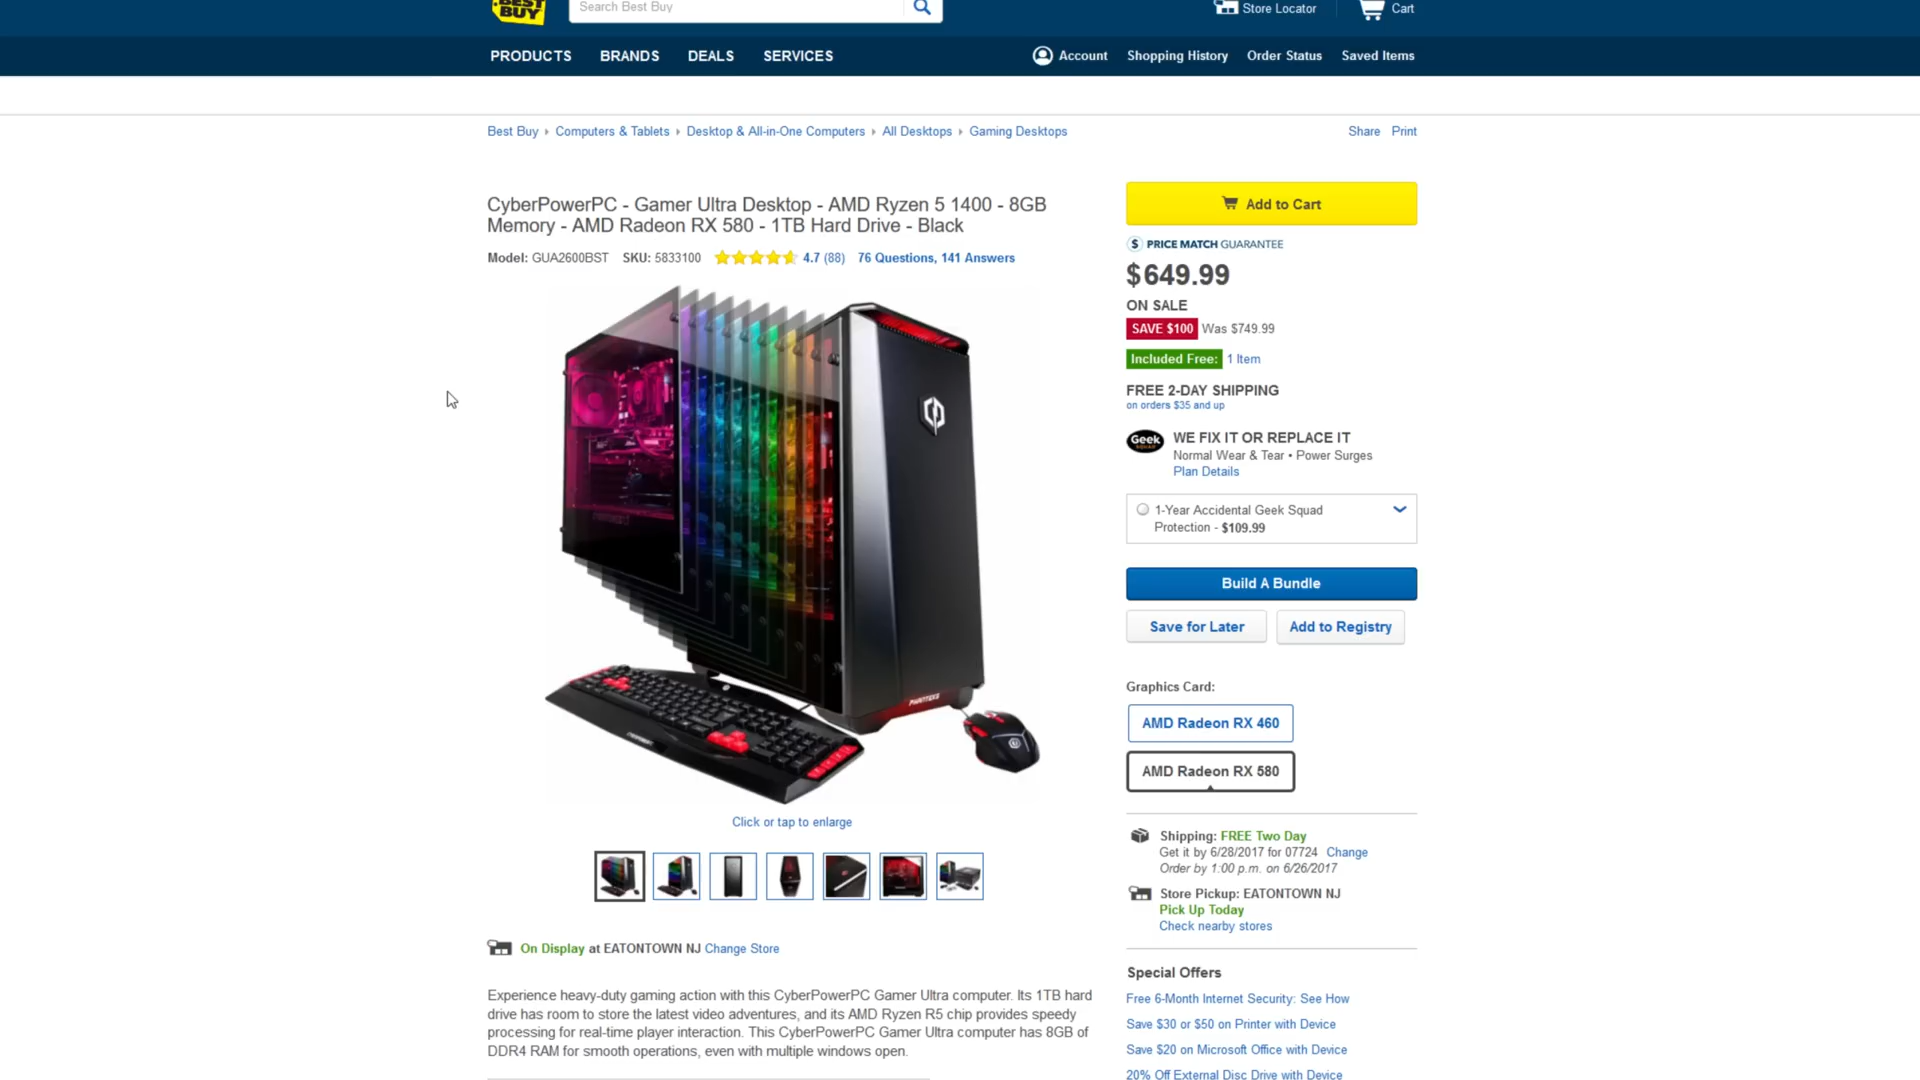 BEST
BUY
Search Best Buy
Store Locator
Cart
PRODUCTS
BRANDS
DEALS
SERVICES
Account
Shopping History
Order Status
Saved Items
Best Buy
Computers & Tablets
Desktop & All-in-One Computers
All Desktops
Gaming Desktops
Share
Print
CyberPowerPC - Gamer Ultra Desktop - AMD Ryzen 5 1400 - 8GB
Memory - AMD Radeon RX 580 - 1TB Hard Drive - Black
Model: GUA2600BST SKU: 5833100 4.7 (88) 76 Questions, 141 Answers
PHANTEKS
Click or tap to enlarge
On Display at EATONTOWN NJ Change Store
Experience heavy-duty gaming action with this CyberPowerPC Gamer Ultra computer. Its 1TB hard
drive has room to store the latest video adventures, and its AMD Ryzen R5 chip provides speedy
processing for real-time player interaction. This CyberPowerPC Gamer Ultra computer has 8GB of
DDR4 RAM for smooth operations, even with multiple windows open.
Add to Cart
$ PRICE MATCH GUARANTEE
$649.99
ON SALE
SAVE $100 Was $749.99
Included Free: 1 Item
FREE 2-DAY SHIPPING
on orders $35 and up
Geek
SQUAD
WE FIX IT OR REPLACE IT
Normal Wear & Tear • Power Surges
Plan Details
1-Year Accidental Geek Squad
Protection - $109.99
Build A Bundle
Save for Later
Add to Registry
Graphics Card:
AMD Radeon RX 460
AMD Radeon RX 580
Shipping: FREE Two Day
Get it by 6/28/2017 for 07724 Change
Order by 1:00 p.m. on 6/26/2017
Store Pickup: EATONTOWN NJ
Pick Up Today
Check nearby stores
Special Offers
Free 6-Month Internet Security: See How
Save $30 or $50 on Printer with Device
Save $20 on Microsoft Office with Device
20% Off External Disc Drive with Device